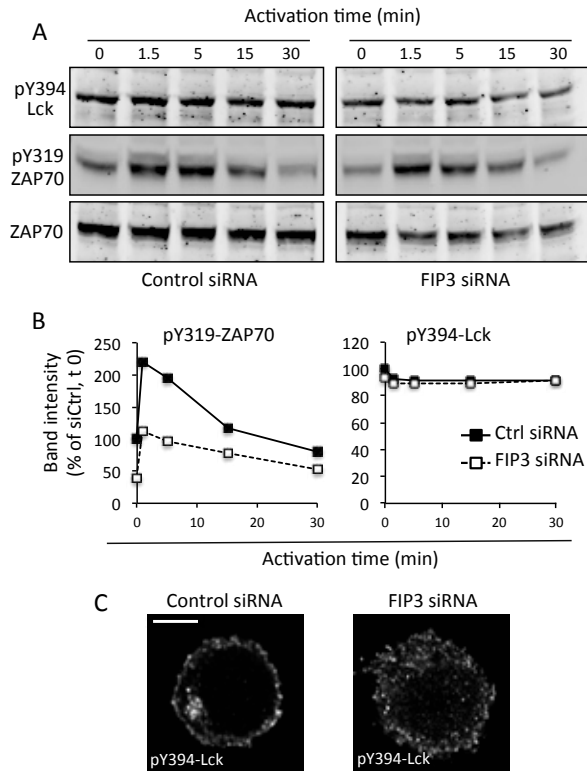 Activation time (min)
A
0 1.5 5 15 30 0 1.5 5 15 30
pY394
Lck
pY319
ZAP70
ZAP70
Control siRNA FIP3 siRNA
B
pY319-ZAP70 pY394-Lck
Band intensity
(% of siCtrl, t 0)
250
200
150
100
50
0
0 10 20 30
120
100
80
60
40
20
0
0 10 20 30
Ctrl siRNA
FIP3 siRNA
Activation time (min)
C
Control siRNA FIP3 siRNA
pY394-Lck pY394-Lck